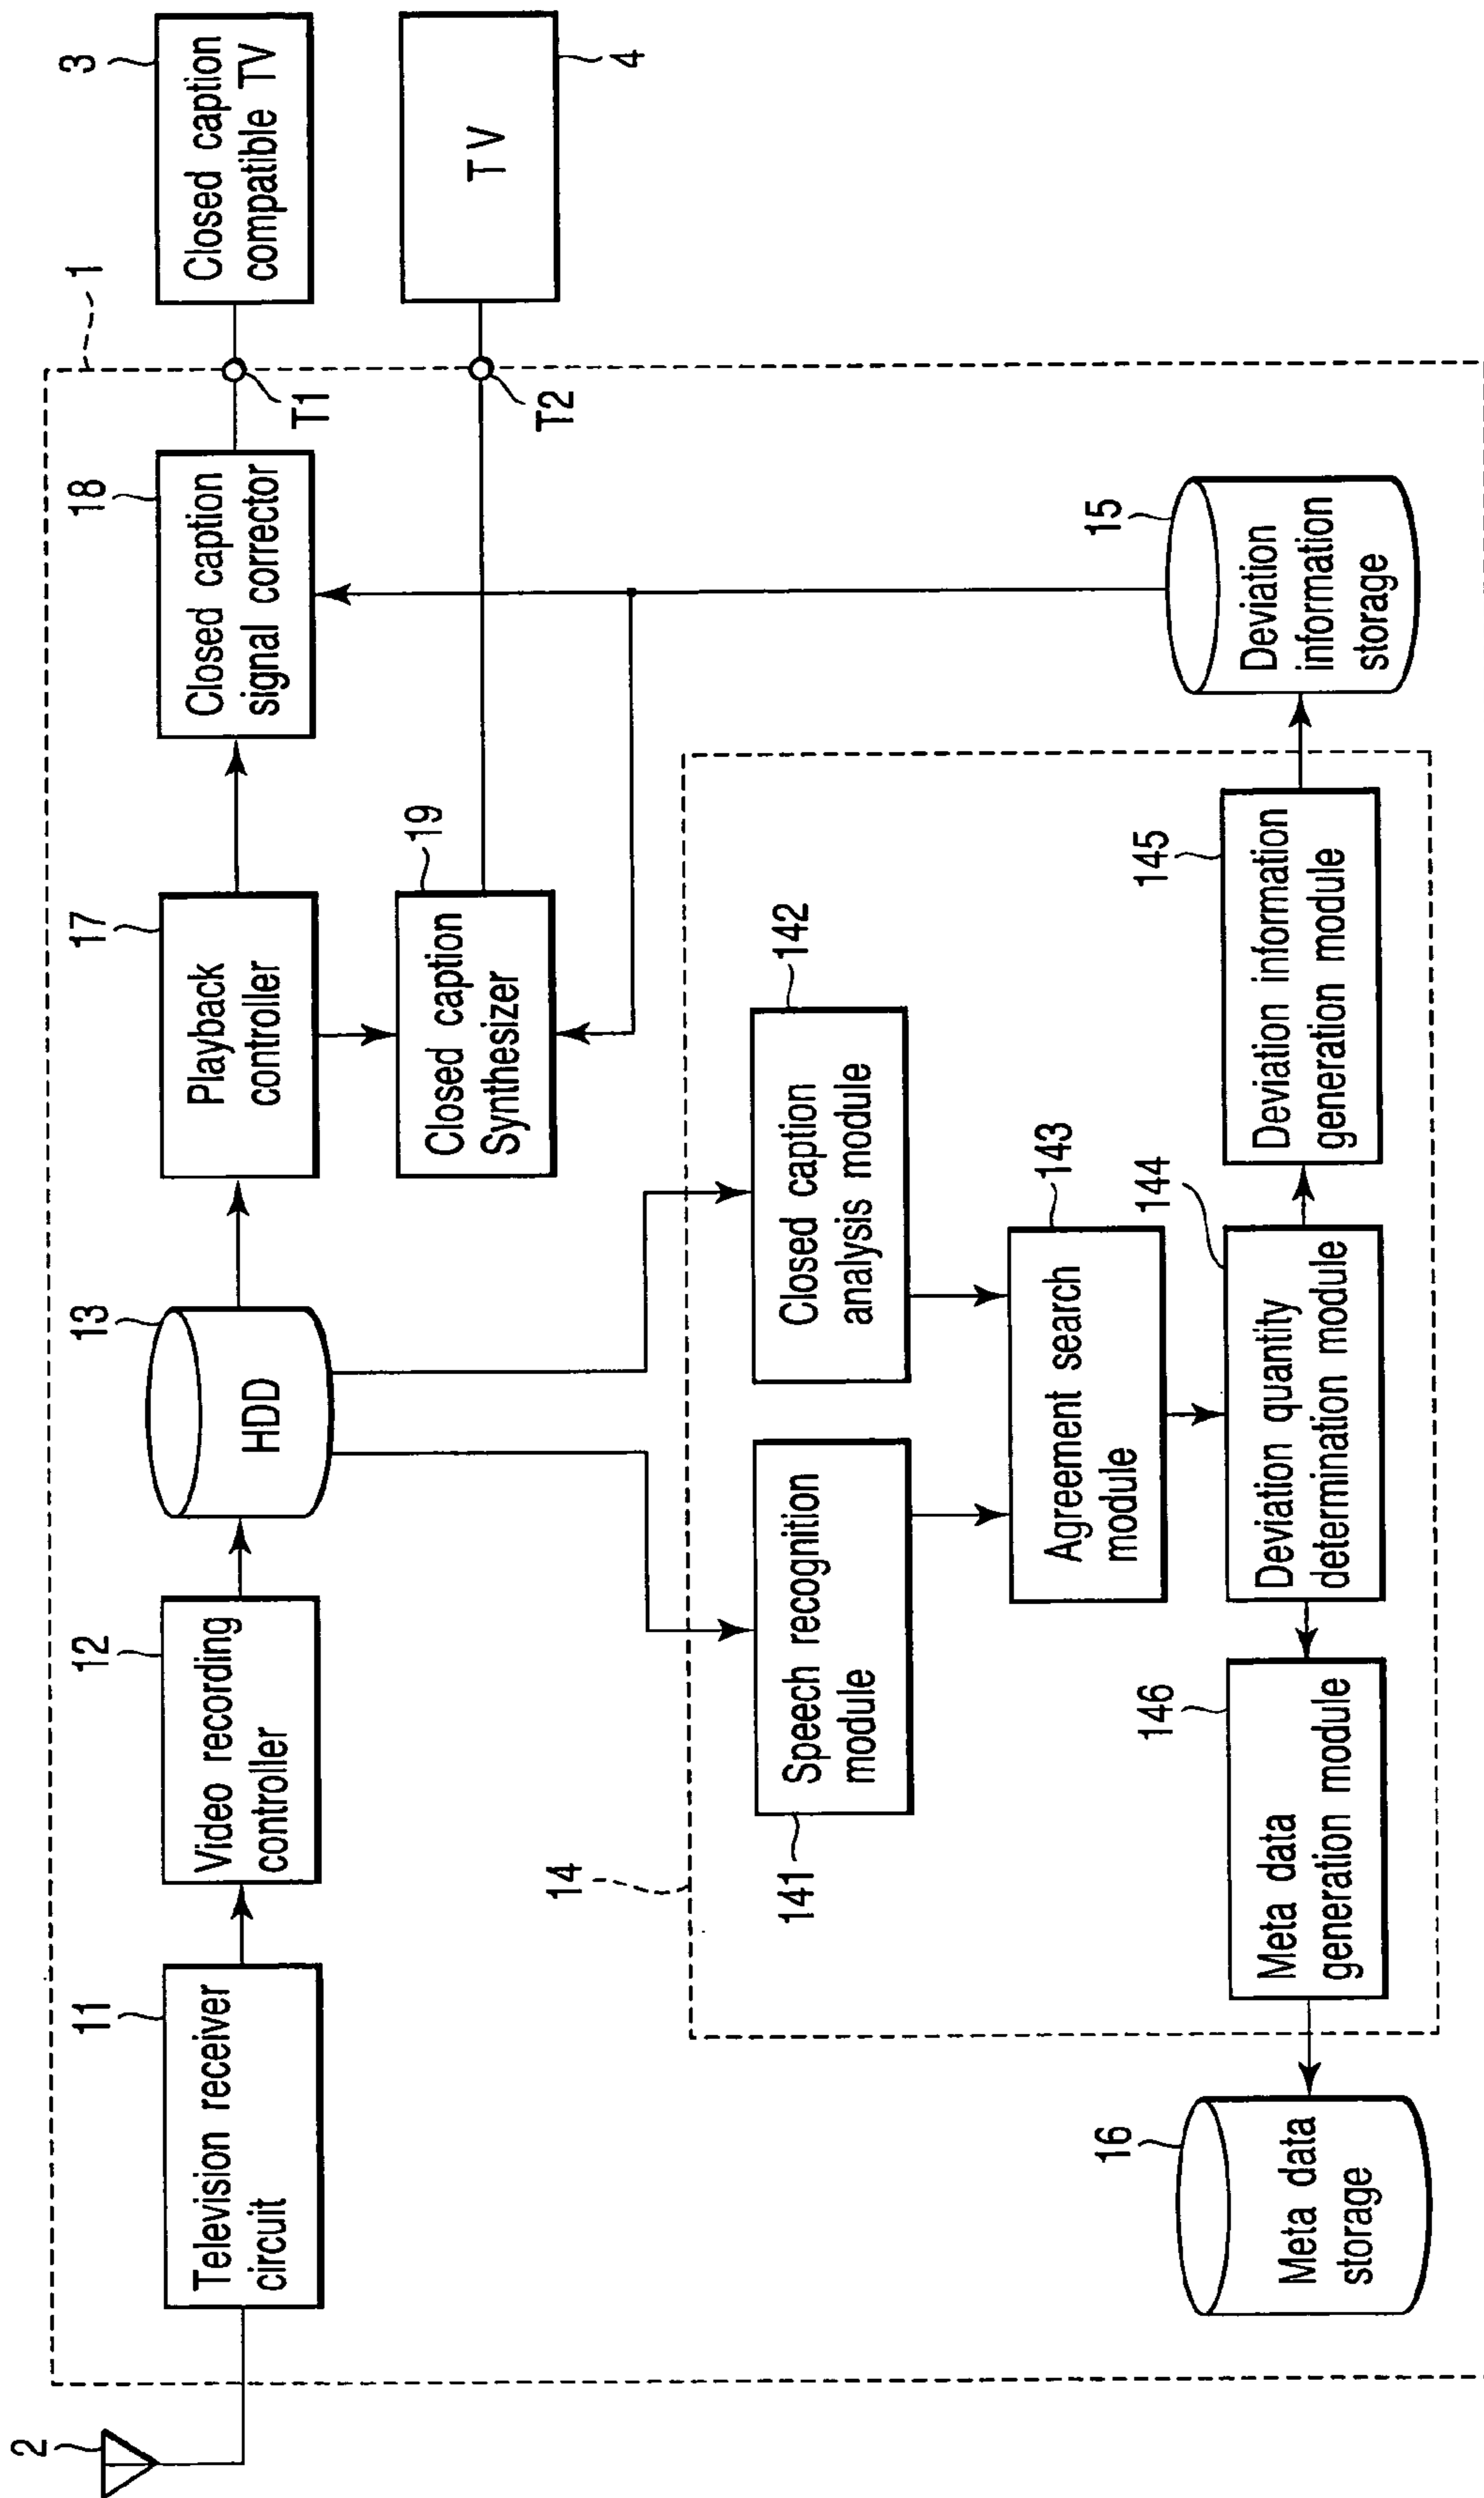 2
1
11
Television receiver
circuit
12
Video recording
controller
13
HDD
17
Playback
controller
18
Closed caption
signal corrector
T1
3
Closed caption
compatible TV
19
Closed caption
Synthesizer
T2
4
TV
14
141
Speech recognition
module
142
Closed caption
analysis module
143
Agreement search
module
144
Deviation quantity
determination module
145
Deviation information
generation module
15
Deviation
information
storage
146
Meta data
generation module
16
Meta data
storage